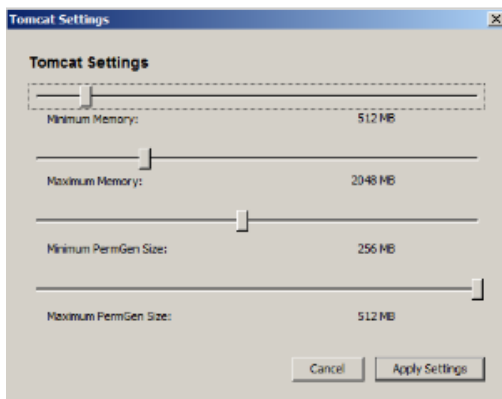 Tomcat Settings
Tomcat Settings
Minimum Memory: 512 MB
Maximum Memory: 2048 MB
Minimum PermGen Size: 256 MB
Maximum PermGen Size: 512 MB
Cancel Apply Settings